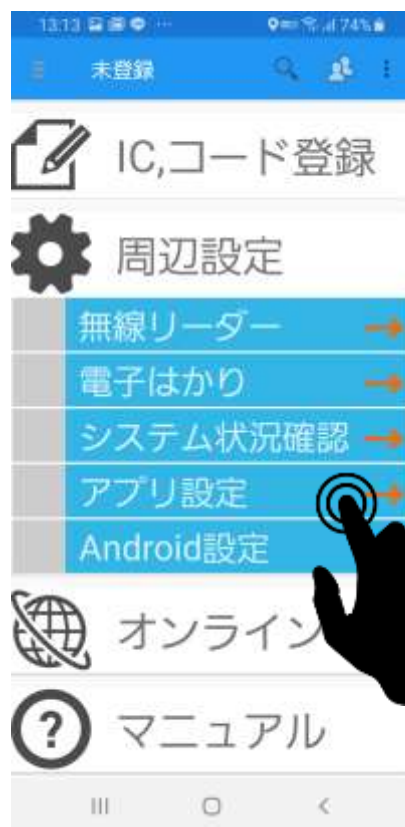 13:13 ··· 74%
未登録
IC,コード登録
周辺設定
無線リーダー
電子はかり
システム状況確認
アプリ設定
Android設定
オンライン
?
マニュアル